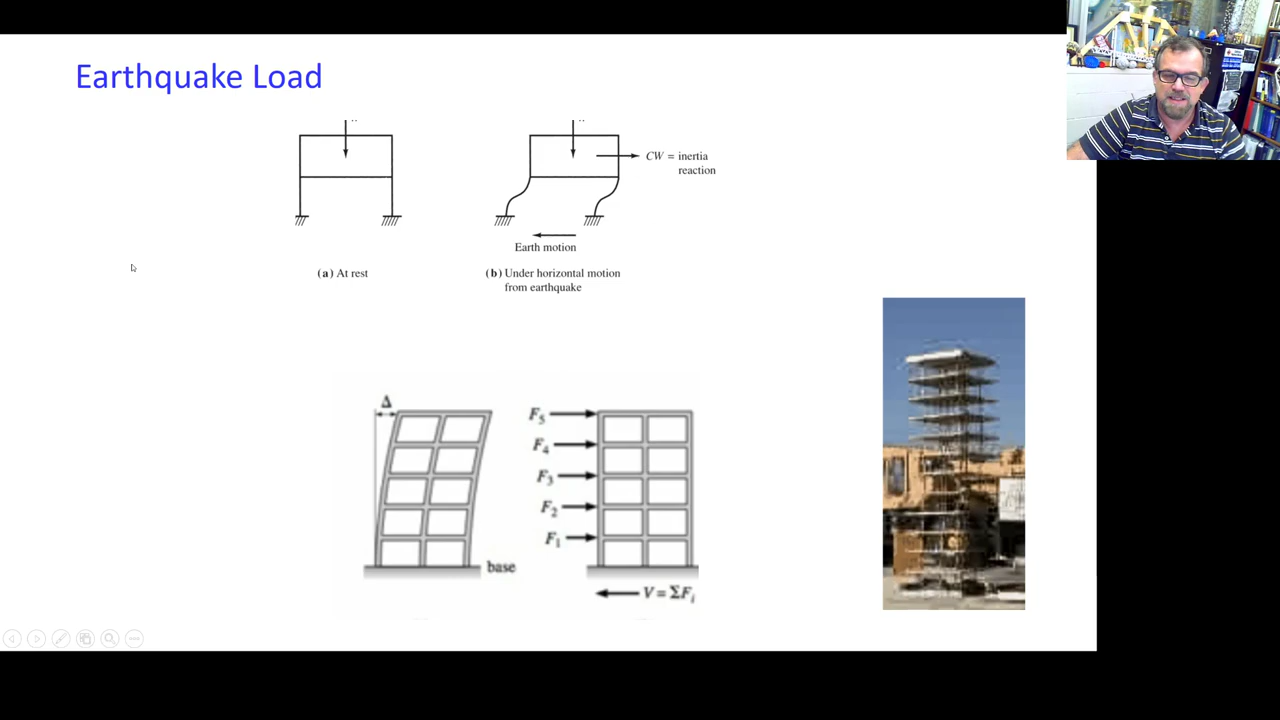 Earthquake Load
CW = inertia
reaction
Earth motion
(a) At rest
(b) Under horizontal motion
from earthquake
Δ
base
F5
F4
F3
F2
F1
V = ΣFi